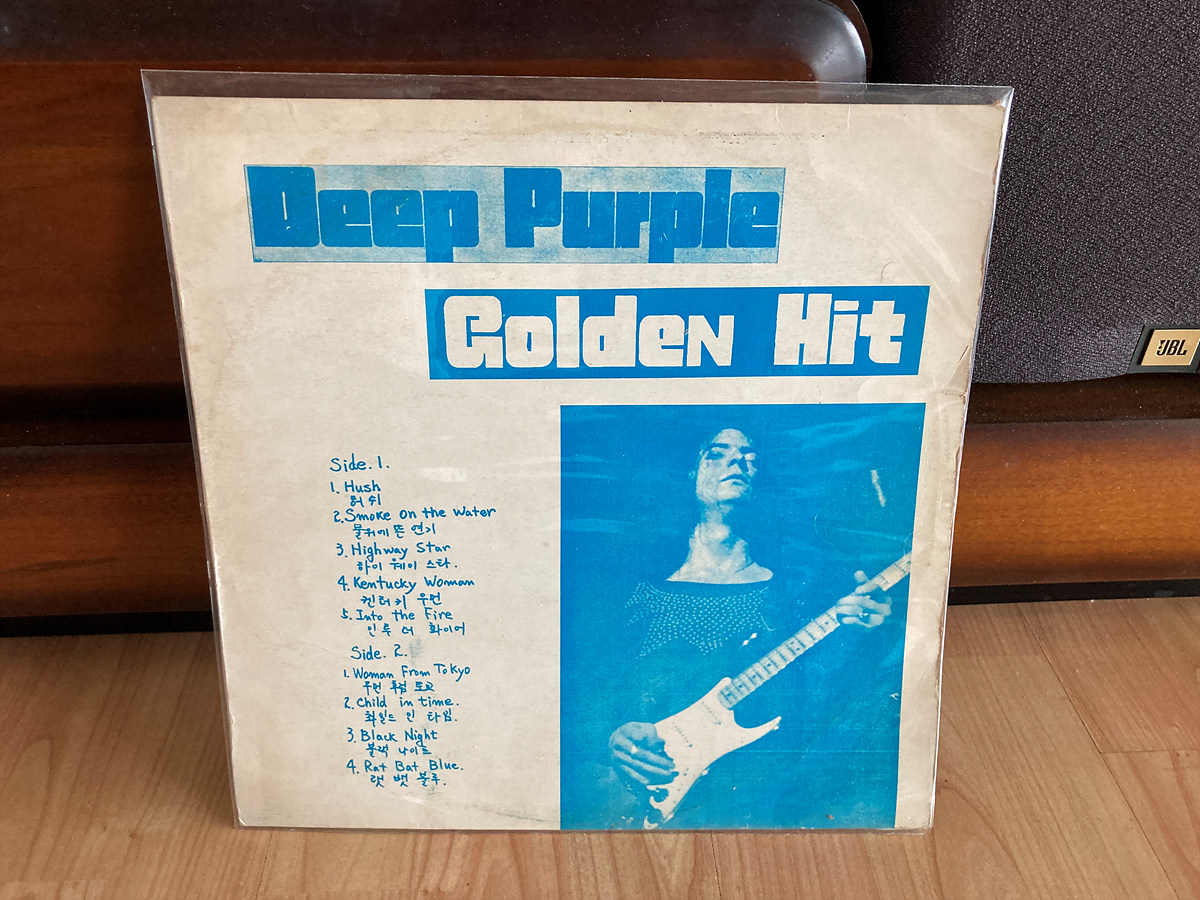 Deep Purple
Golden Hit
JBL
Side. 1.
1. Hush
허쉬
2. Smoke on the water
물위에 뜬 연기
3. Highway Star
하이 웨이 스타.
4. Kentucky Woman
켄터키 우먼
5. Into the Fire
인투 더 화이어
Side. 2.
1. Woman From Tokyo
우먼 후럼 도쿄
2. Child in time.
촤일드 인 타임.
3. Black Night
블랙 나이트
4. Rat Bat Blue.
랫 뱃 블루.